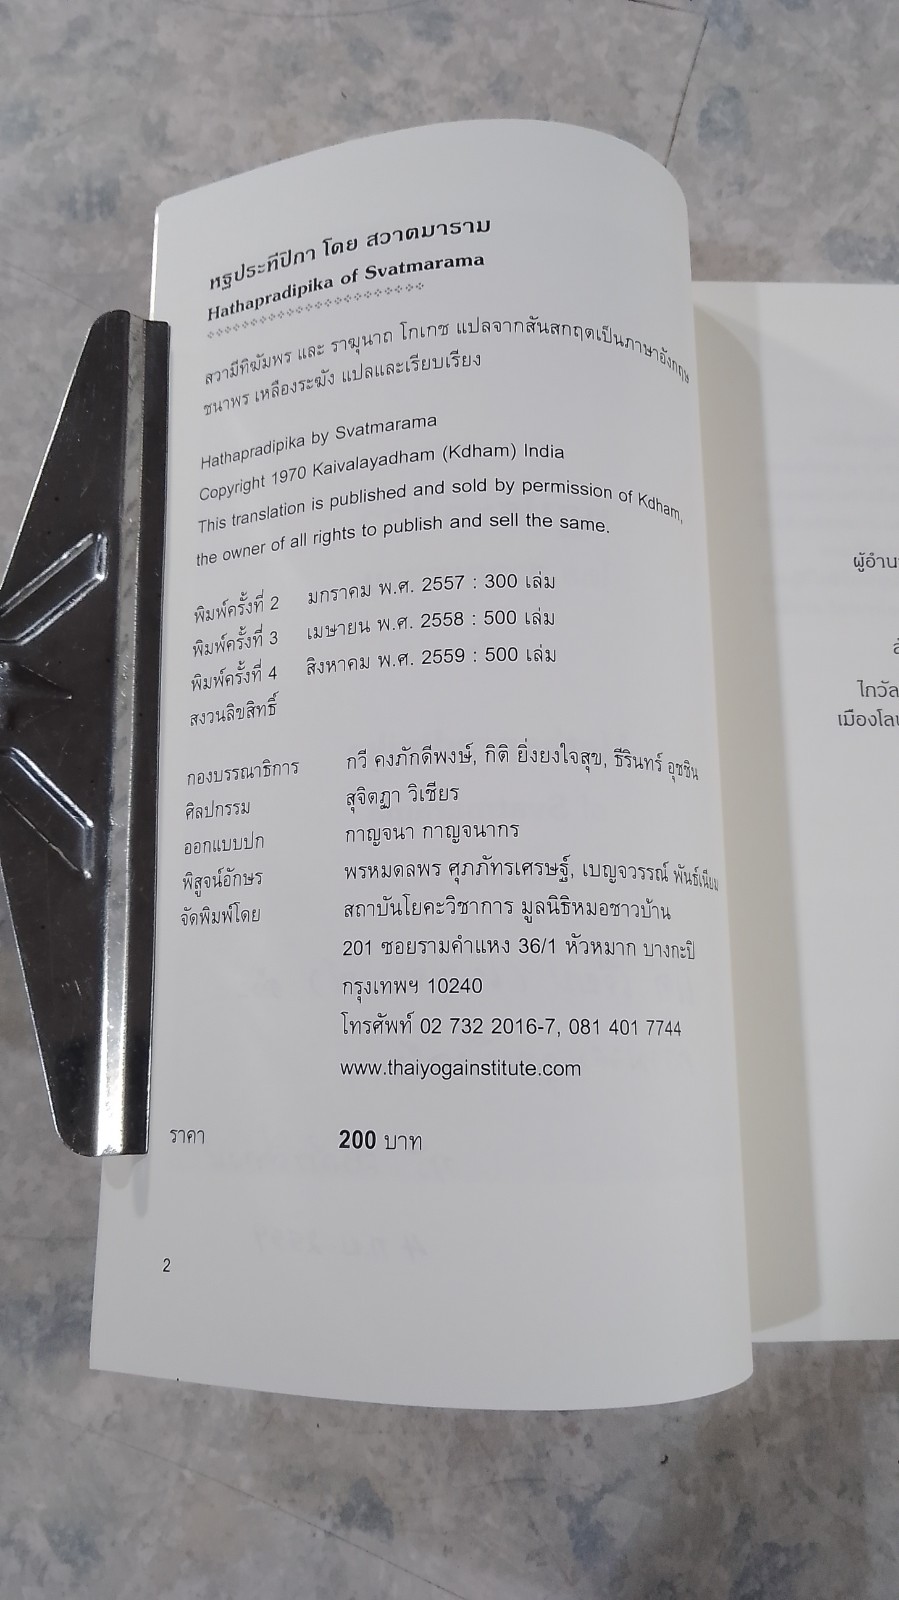 หฐประทีปิกา โดย สวาตมาราม
Hathapradipika of Svatmarama
สวามีทิฆัมพร และ ราฆุนาถ โกเกซ แปลจากสันสกฤตเป็นภาษาอังกฤษ
ชนาพร เหลืองระฆัง แปลและเรียบเรียง
Hathapradipika by Svatmarama
Copyright 1970 Kaivalayadham (Kdham) India
This translation is published and sold by permission of Kdham,
the owner of all rights to publish and sell the same.
พิมพ์ครั้งที่ 2 มกราคม พ.ศ. 2557 : 300 เล่ม
พิมพ์ครั้งที่ 3 เมษายน พ.ศ. 2558 : 500 เล่ม
พิมพ์ครั้งที่ 4 สิงหาคม พ.ศ. 2559 : 500 เล่ม
สงวนลิขสิทธิ์
กองบรรณาธิการ กวี คงภักดีพงษ์, กิติ ยิ่งยงใจสุข, ธีรินทร์ อุชชิน
ศิลปกรรม สุจิตฏา วิเชียร
ออกแบบปก กาญจนา กาญจนากร
พิสูจน์อักษร พรหมดลพร ศุภภัทรเศรษฐ์, เบญจวรรณ์ พันธ์เนียม
จัดพิมพ์โดย สถาบันโยคะวิชาการ มูลนิธิหมอชาวบ้าน
201 ซอยรามคำแหง 36/1 หัวหมาก บางกะปิ
กรุงเทพฯ 10240
โทรศัพท์ 02 732 2016-7, 081 401 7744
www.thaiyogainstitute.com
ราคา 200 บาท
2
ผู้อำน
ไกวัล
เมืองโลน